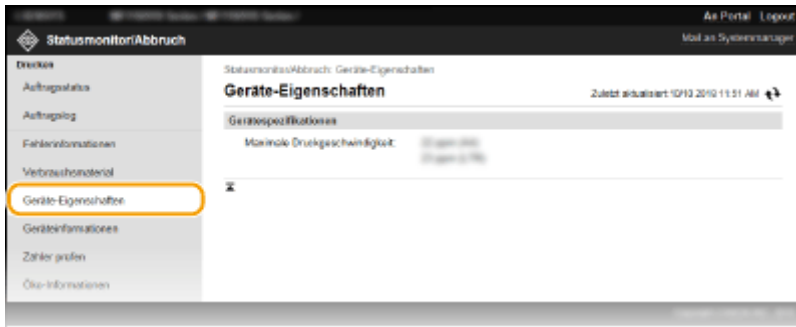 An Portal Logout
Statusmonitor/Abbruch
Mail an Systemmanager
Drucken
Auftragsstatus
Auftragslog
Fehlerinformationen
Verbrauchsmaterial
Geräte-Eigenschaften
Geräteinformationen
Zähler prüfen
Öko-Informationen
Statusmonitor/Abbruch: Geräte-Eigenschaften
Geräte-Eigenschaften
Zuletzt aktualisiert: 10/10 2019 11:51 AM
Gerätespezifikationen
Maximale Druckgeschwindigkeit: